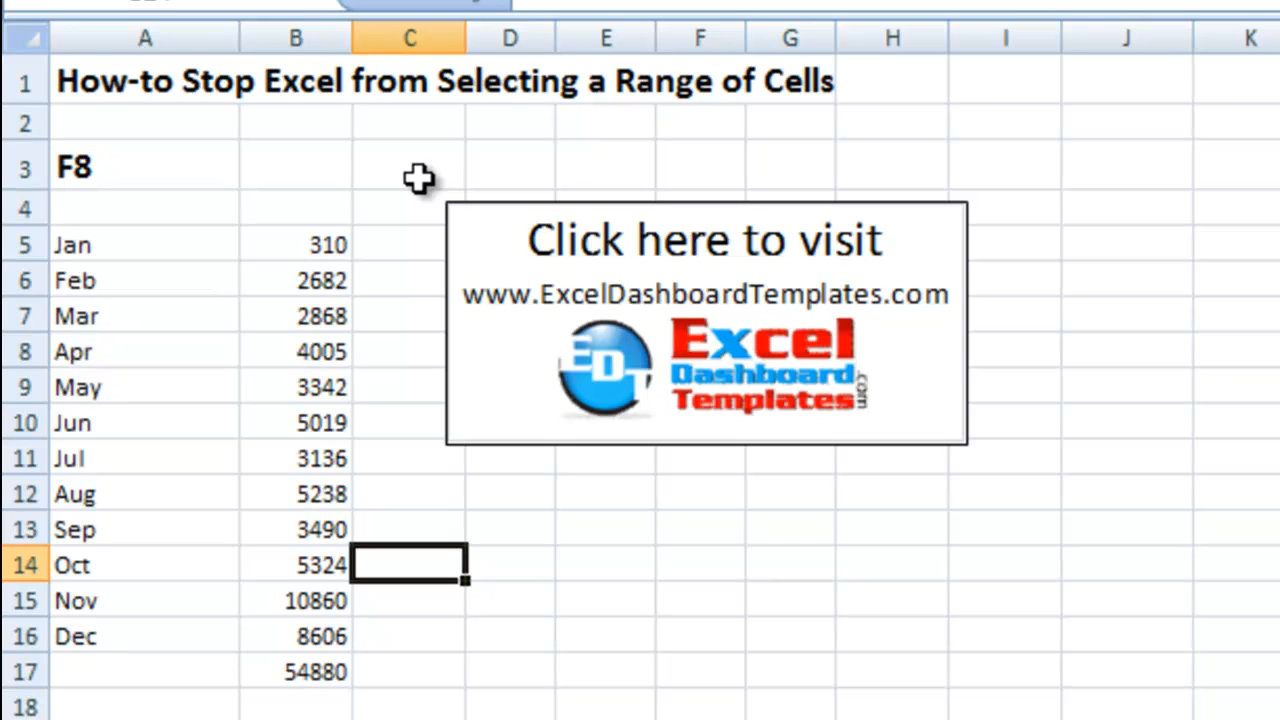 A B C D E F G H I J K
1 How-to Stop Excel from Selecting a Range of Cells
2
3 F8
4
Click here to visit
www.ExcelDashboardTemplates.com
EDT Excel
Dashboard
Templates .com
5 Jan 310
6 Feb 2682
7 Mar 2868
8 Apr 4005
9 May 3342
10 Jun 5019
11 Jul 3136
12 Aug 5238
13 Sep 3490
14 Oct 5324
15 Nov 10860
16 Dec 8606
17 54880
18